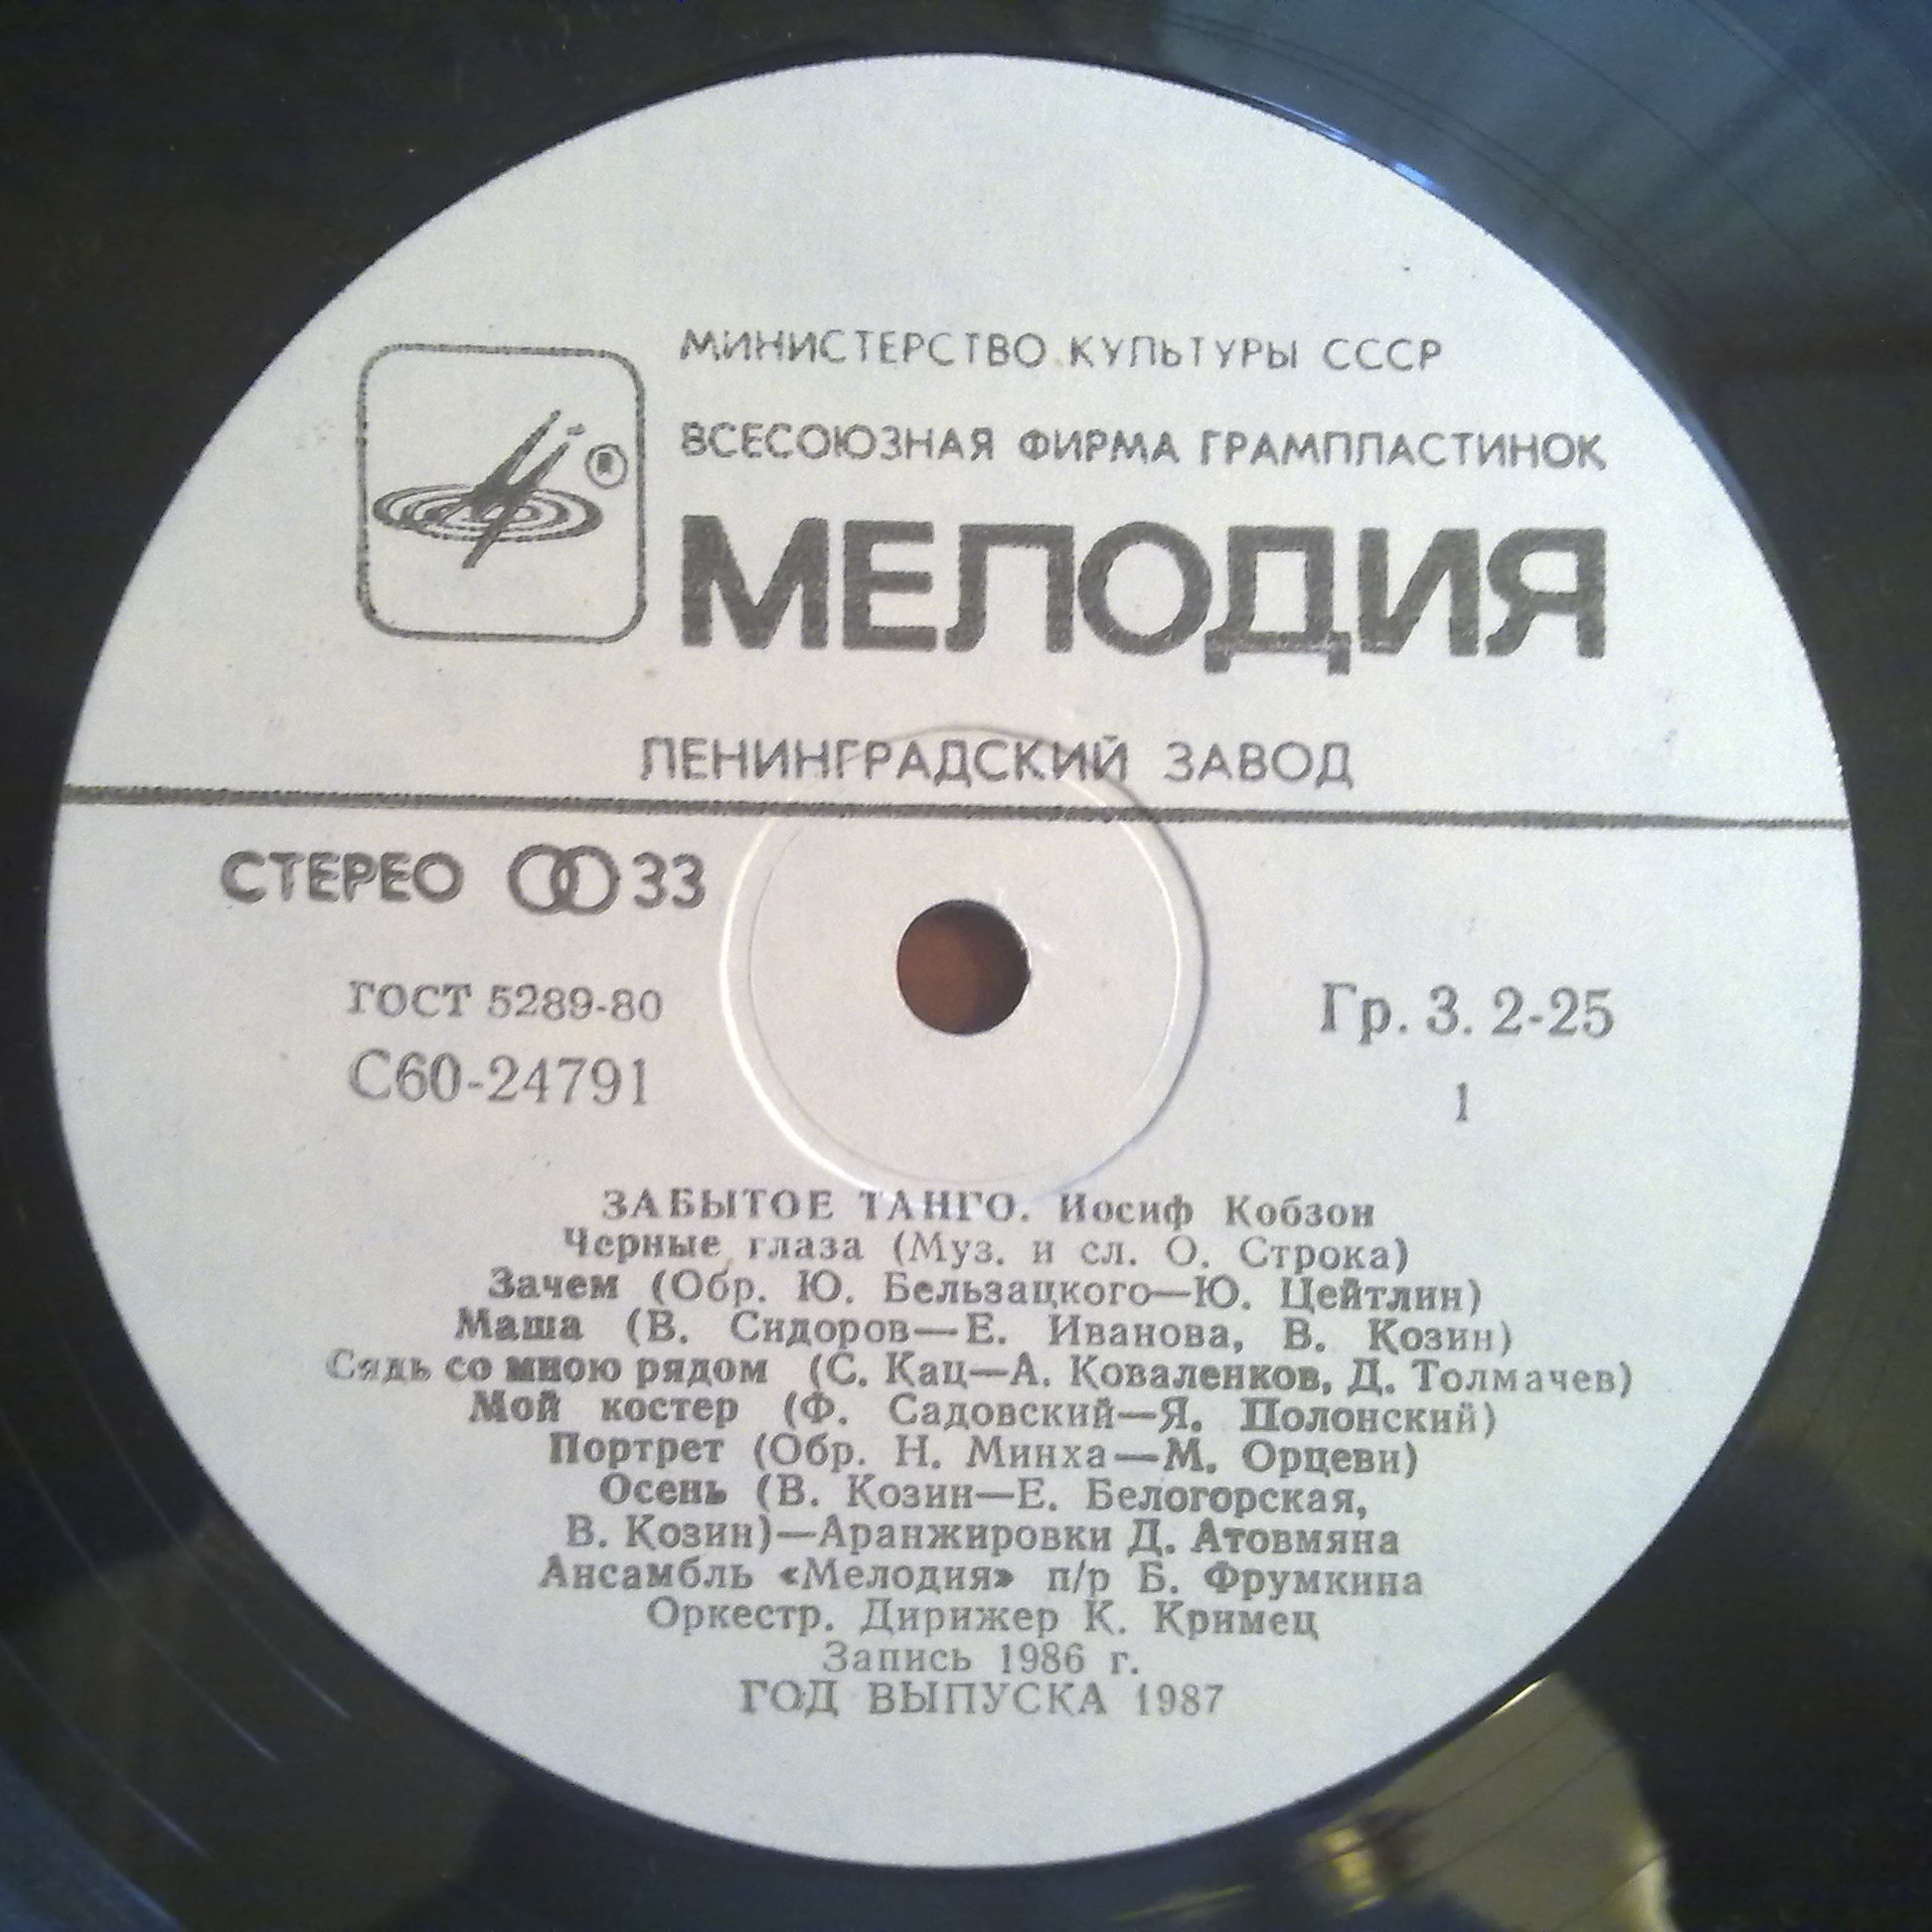 МИНИСТЕРСТВО КУЛЬТУРЫ СССР
ВСЕСОЮЗНАЯ ФИРМА ГРАМПЛАСТИНОК
®
МЕЛОДИЯ
ЛЕНИНГРАДСКИЙ ЗАВОД
СТЕРЕО 33
ГОСТ 5289-80
Гр. 3. 2-25
С60-24791
1
ЗАБЫТОЕ ТАНГО. Иосиф Кобзон
Черные глаза (Муз. и сл. О. Строка)
Зачем (Обр. Ю. Бельзацкого—Ю. Цейтлин)
Маша (В. Сидоров—Е. Иванова, В. Козин)
Сядь со мною рядом (С. Кац—А. Коваленков, Д. Толмачев)
Мой костер (Ф. Садовский—Я. Полонский)
Портрет (Обр. Н. Минха—М. Орцеви)
Осень (В. Козин—Е. Белогорская,
В. Козин)—Аранжировки Д. Атовмяна
Ансамбль «Мелодия» п/р Б. Фрумкина
Оркестр. Дирижер К. Кримец
Запись 1986 г.
ГОД ВЫПУСКА 1987